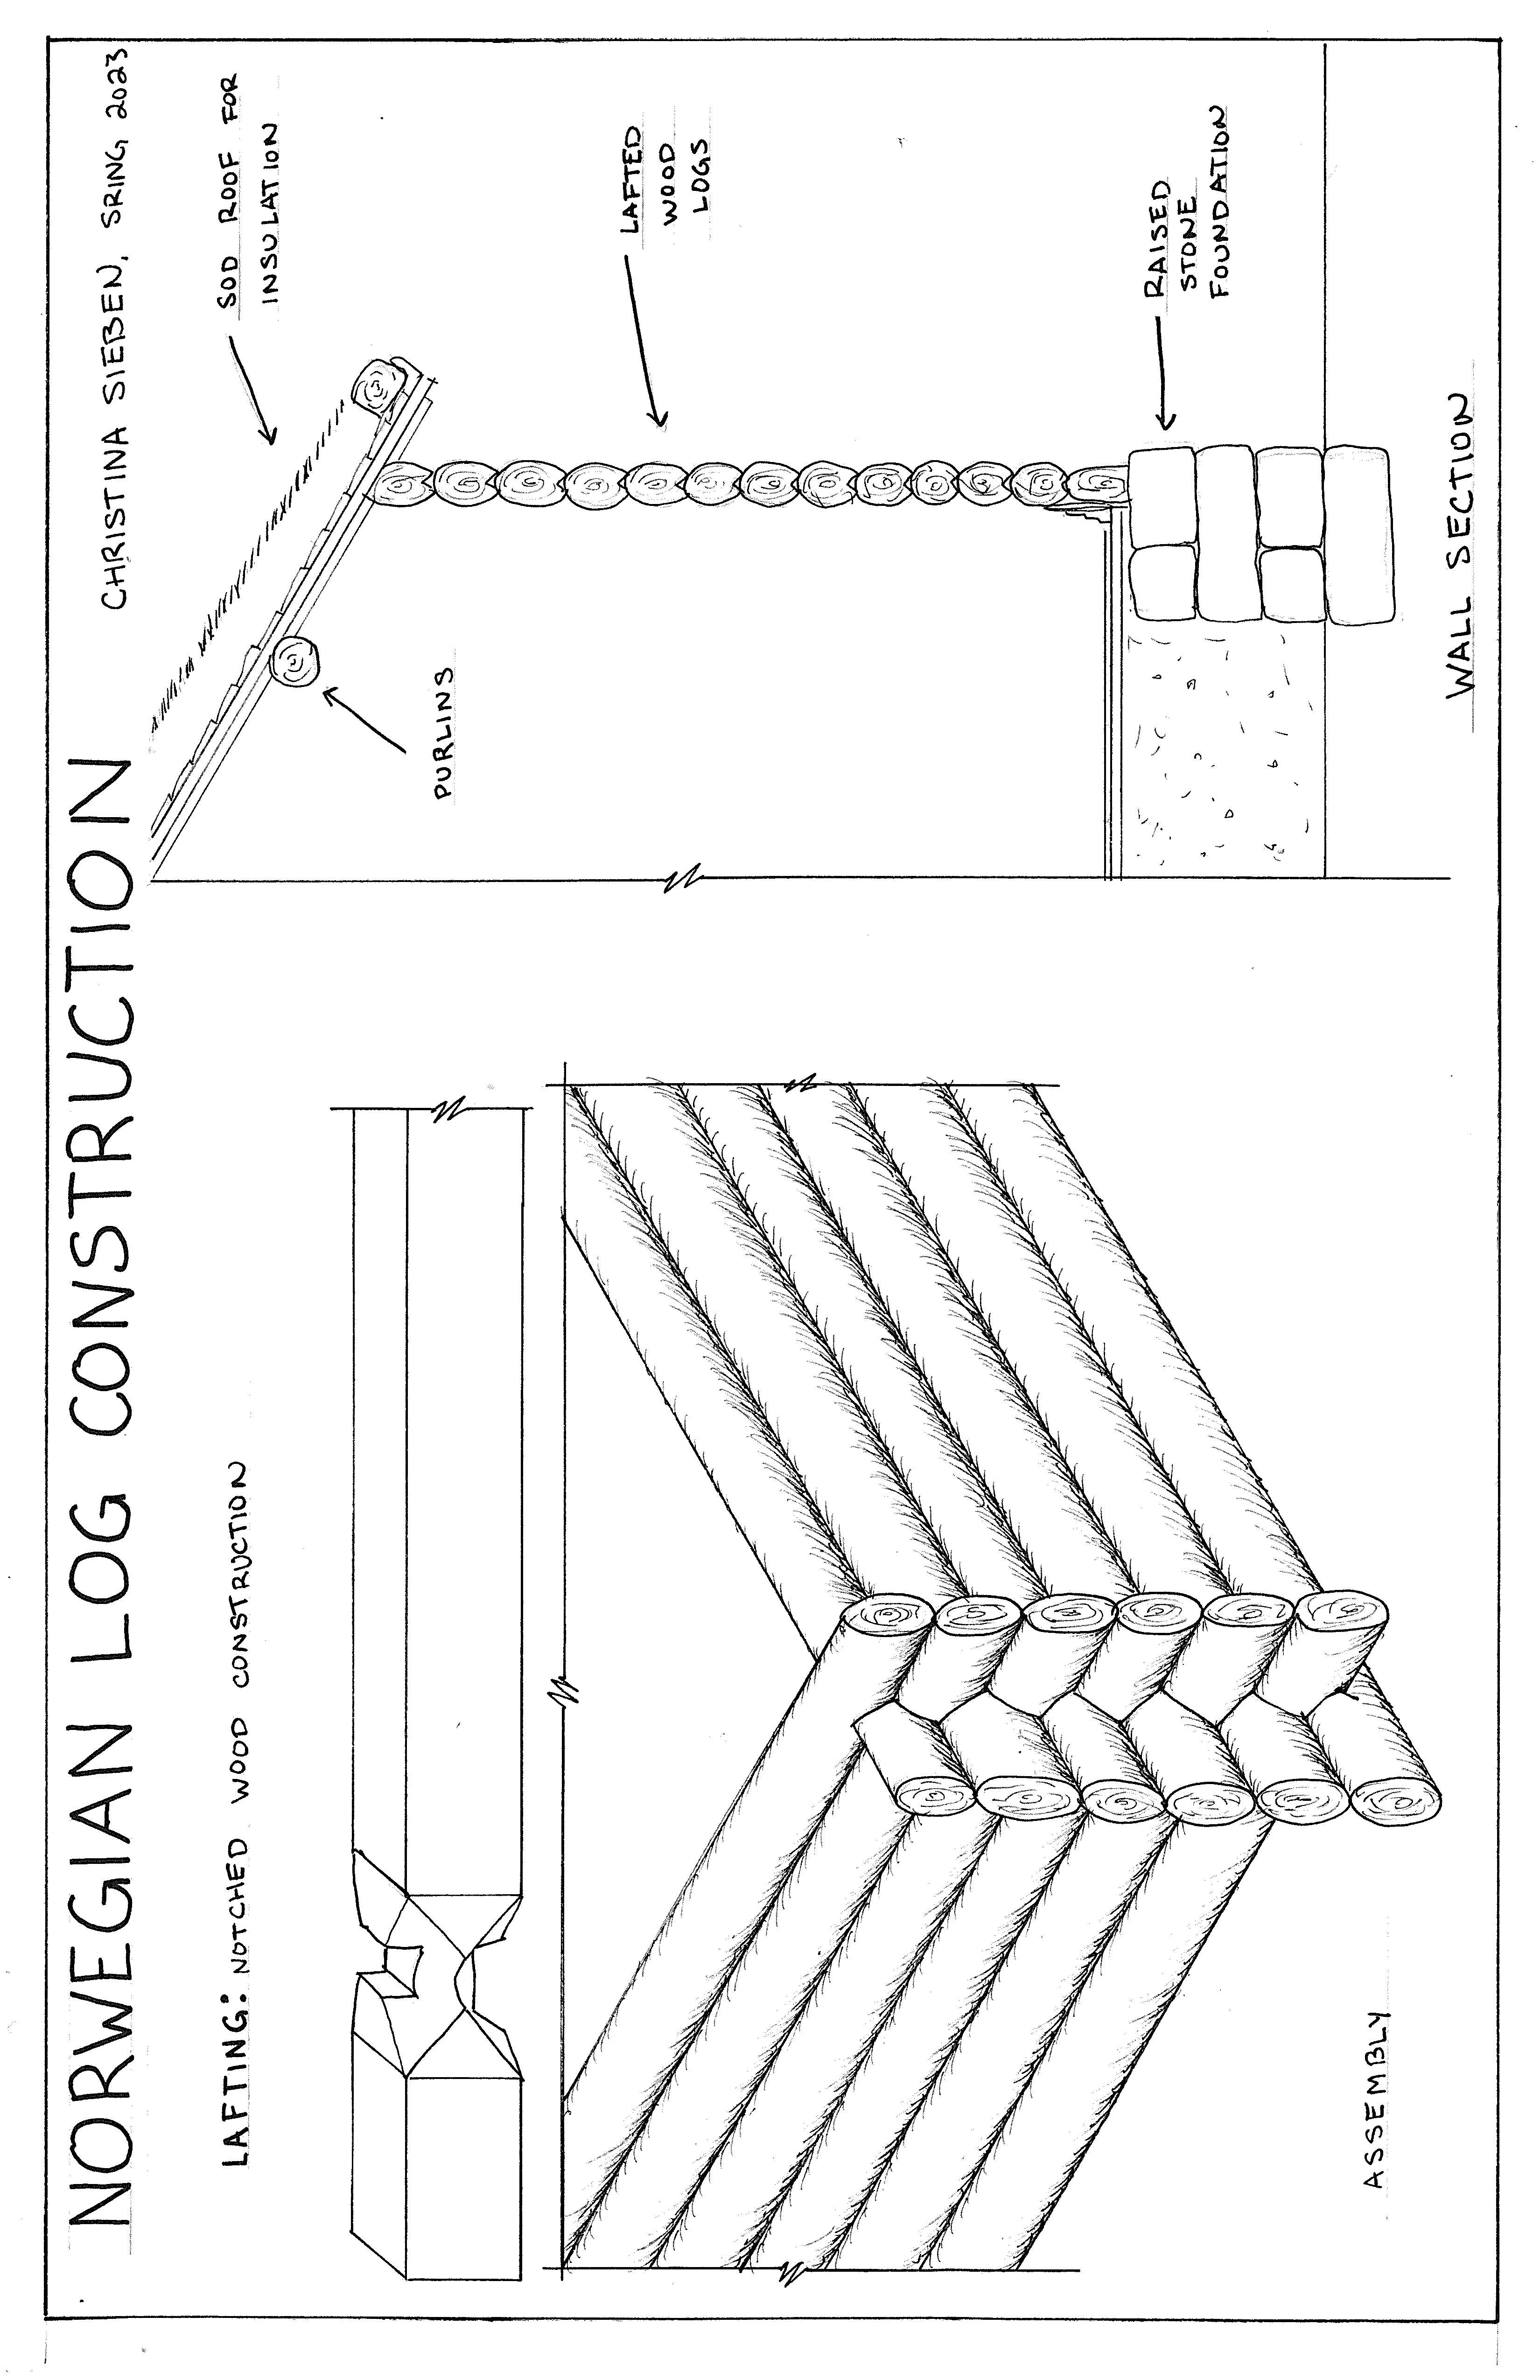 NORWEGIAN LOG CONSTRUCTION
CHRISTINA SIEBEN, SRING 2023
LAFTING: NOTCHED WOOD CONSTRUCTION
SOD ROOF FOR
INSULATION
PURLINS
LAFTED
WOOD
LOGS
RAISED
STONE
FOUNDATION
ASSEMBLY
WALL SECTION